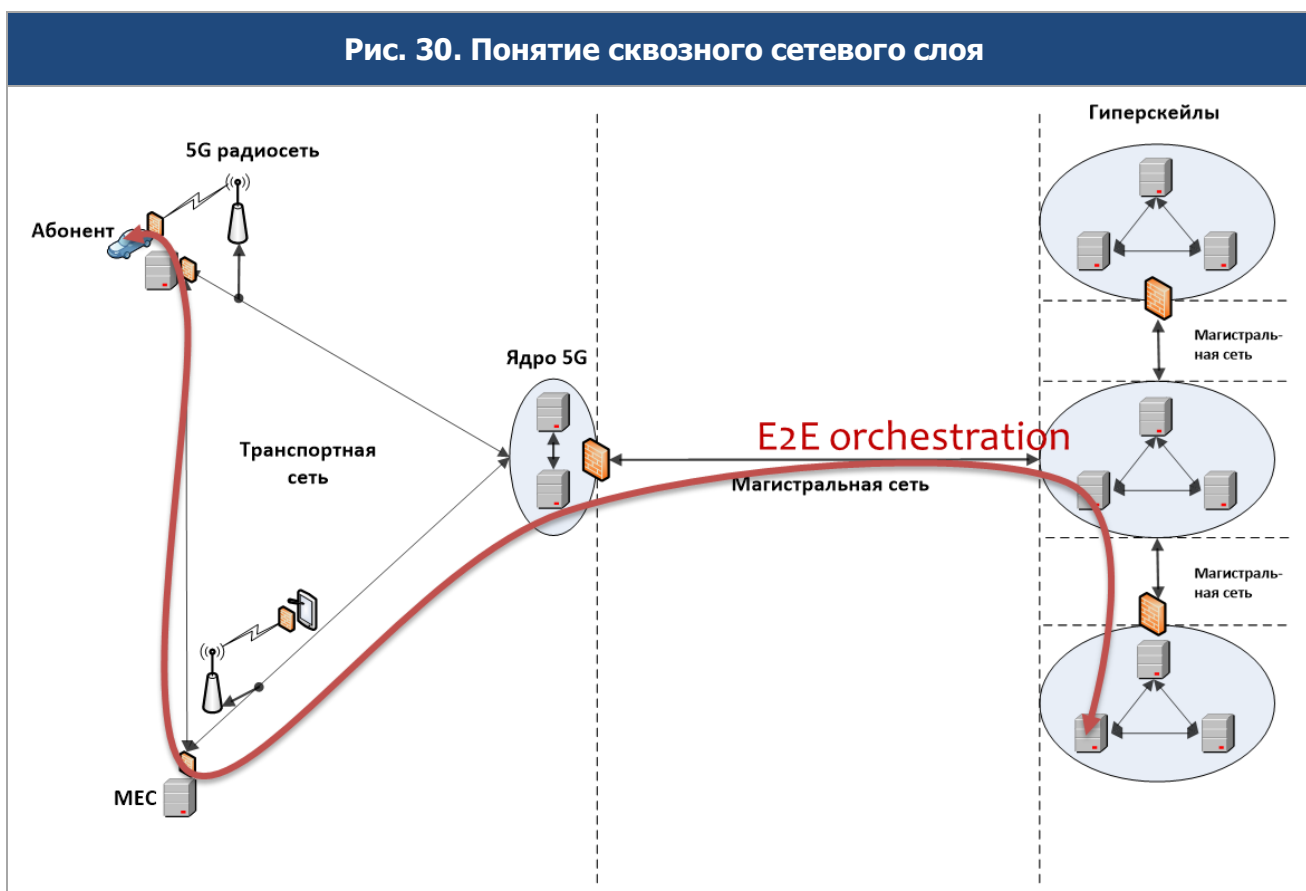 Рис. 30. Понятие сквозного сетевого слоя
Гиперскейлы
5G радиосеть
Абонент
Магистраль-
ная сеть
Ядро 5G
E2E orchestration
Транспортная
сеть
Магистральная сеть
Магистраль-
ная сеть
MEC